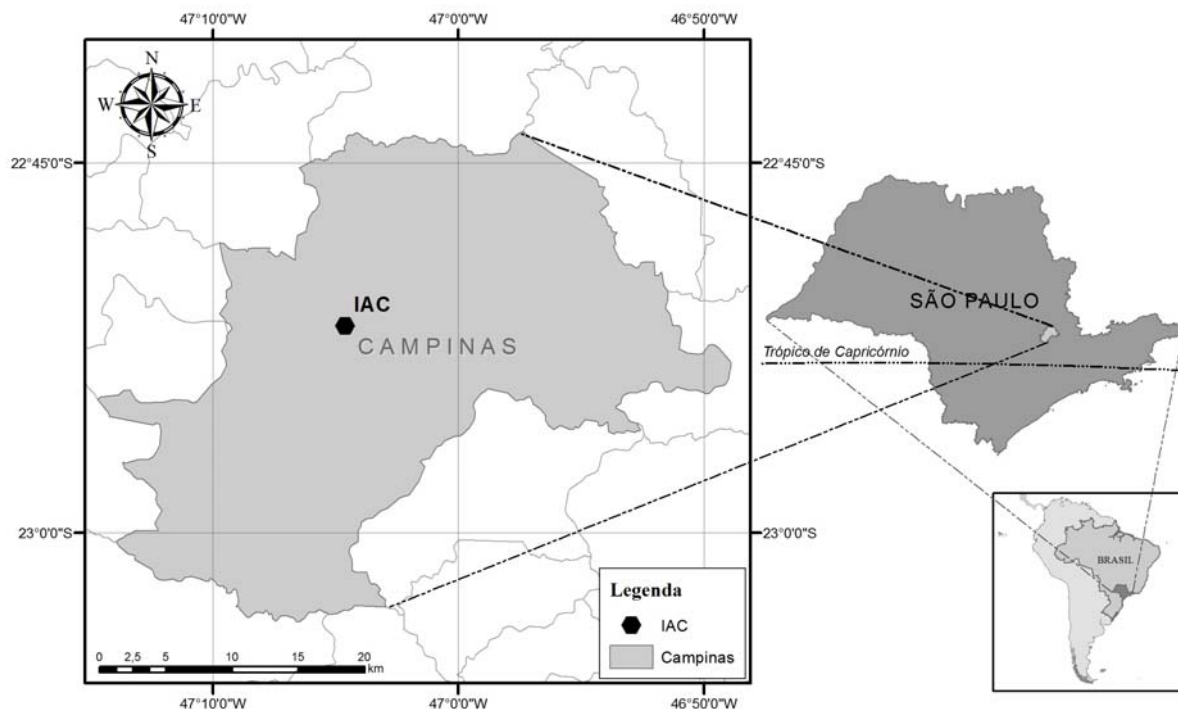 47°10'0"W 47°0'0"W 46°50'0"W
N
W E
S
22°45'0"S 22°45'0"S
IAC
CAMPINAS
SÃO PAULO
Trópico de Capricórnio
23°0'0"S 23°0'0"S
BRASIL
Legenda
IAC
Campinas
0 2,5 5 10 15 20
km
47°10'0"W 47°0'0"W 46°50'0"W